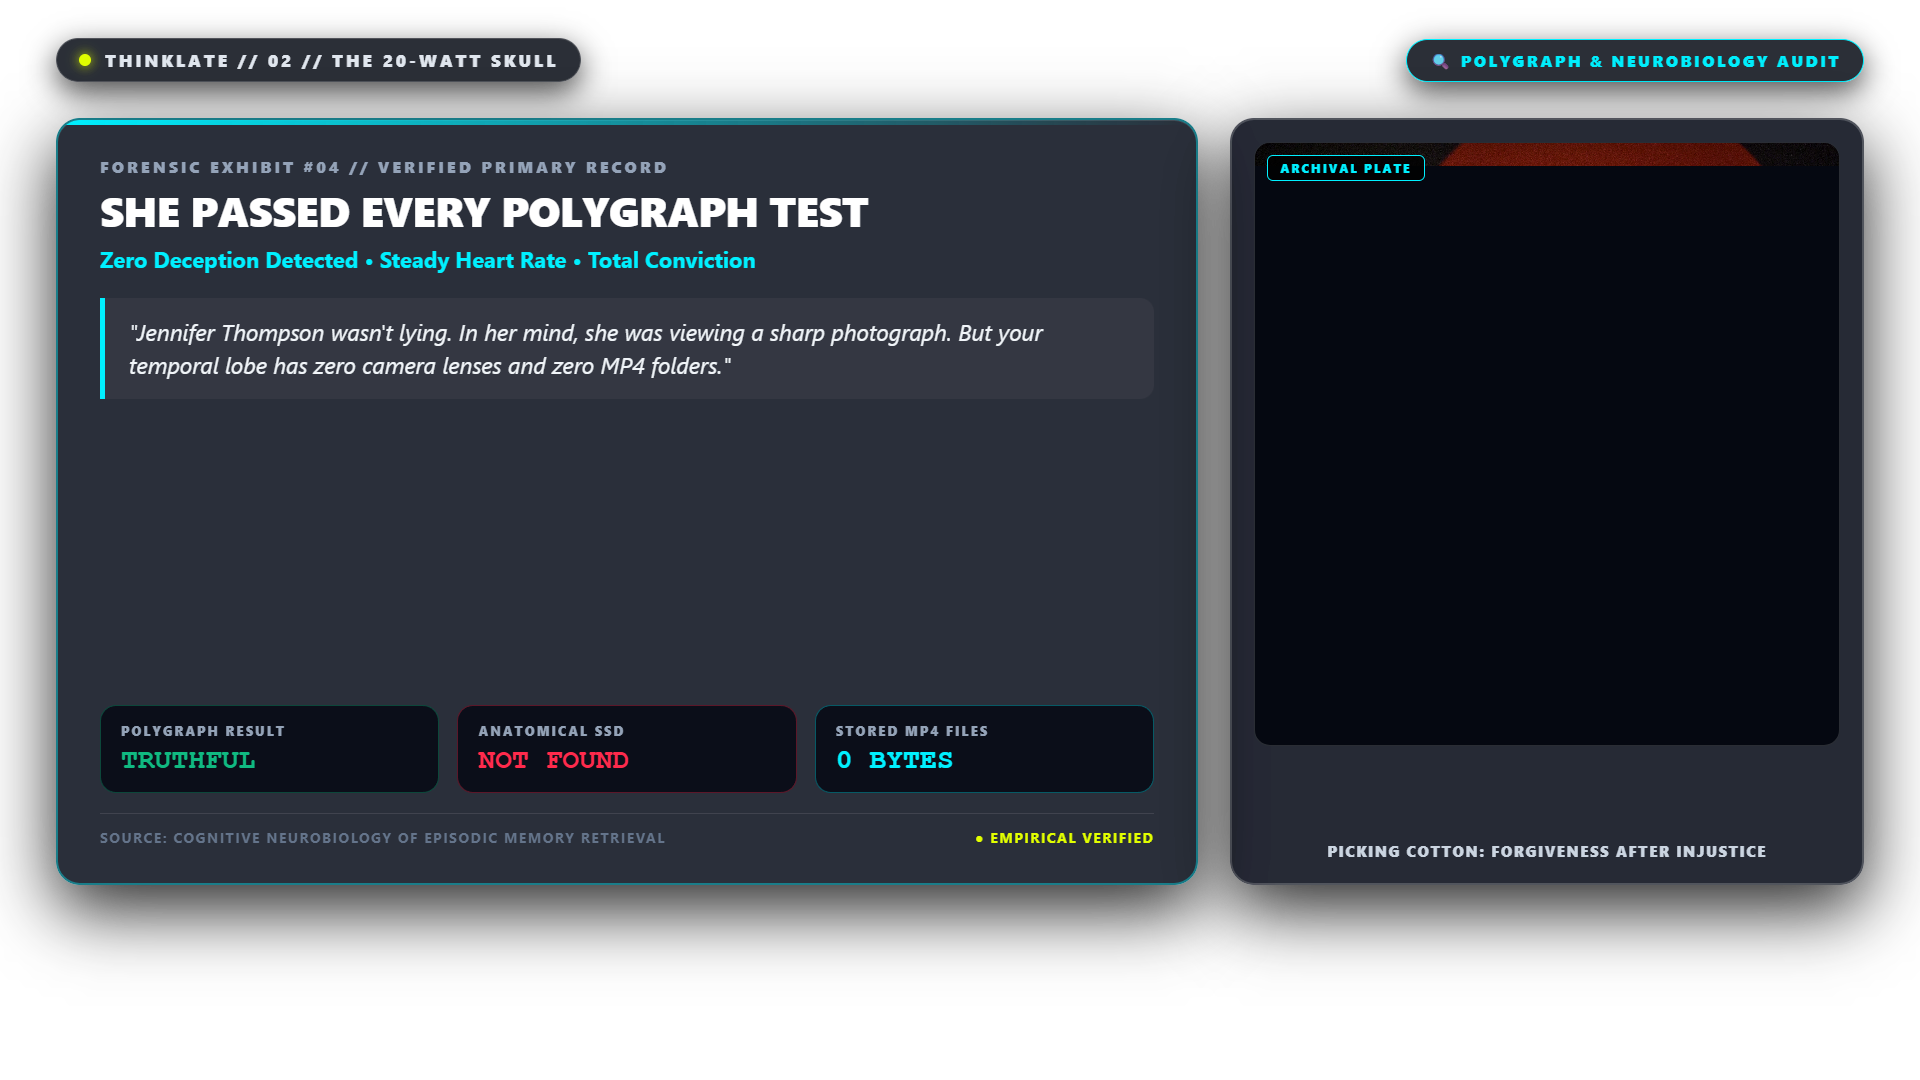 THINKLATE // 02 // THE 20-WATT SKULL
POLYGRAPH & NEUROBIOLOGY AUDIT
FORENSIC EXHIBIT #04 // VERIFIED PRIMARY RECORD
SHE PASSED EVERY POLYGRAPH TEST
Zero Deception Detected • Steady Heart Rate • Total Conviction
"Jennifer Thompson wasn't lying. In her mind, she was viewing a sharp photograph. But your
temporal lobe has zero camera lenses and zero MP4 folders."
POLYGRAPH RESULT
TRUTHFUL
ANATOMICAL SSD
NOT FOUND
STORED MP4 FILES
0 BYTES
SOURCE: COGNITIVE NEUROBIOLOGY OF EPISODIC MEMORY RETRIEVAL
● EMPIRICAL VERIFIED
ARCHIVAL PLATE
PICKING COTTON: FORGIVENESS AFTER INJUSTICE